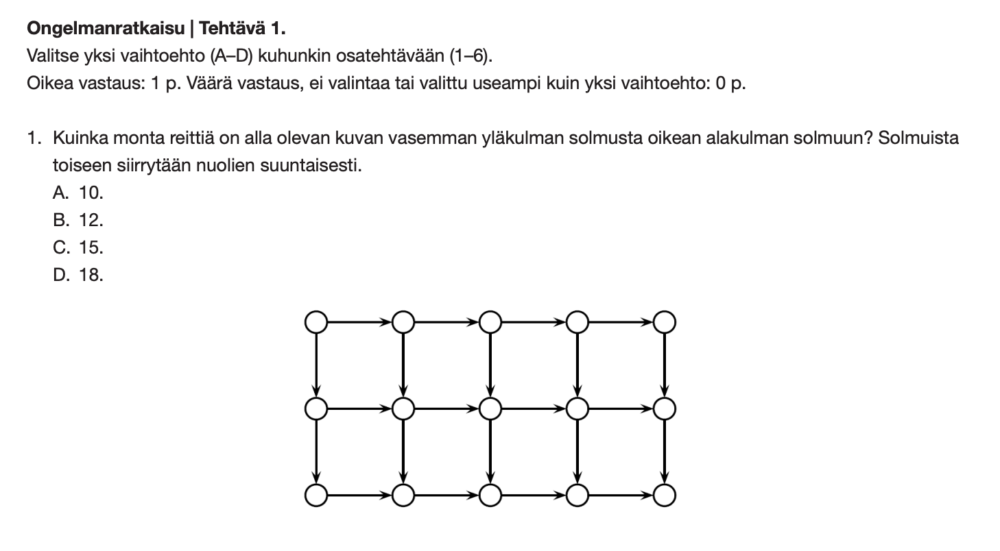 Ongelmanratkaisu | Tehtävä 1.
Valitse yksi vaihtoehto (A–D) kuhunkin osatehtävään (1–6).
Oikea vastaus: 1 p. Väärä vastaus, ei valintaa tai valittu useampi kuin yksi vaihtoehto: 0 p.
1. Kuinka monta reittiä on alla olevan kuvan vasemman yläkulman solmusta oikean alakulman solmuun? Solmuista
toiseen siirrytään nuolien suuntaisesti.
A. 10.
B. 12.
C. 15.
D. 18.